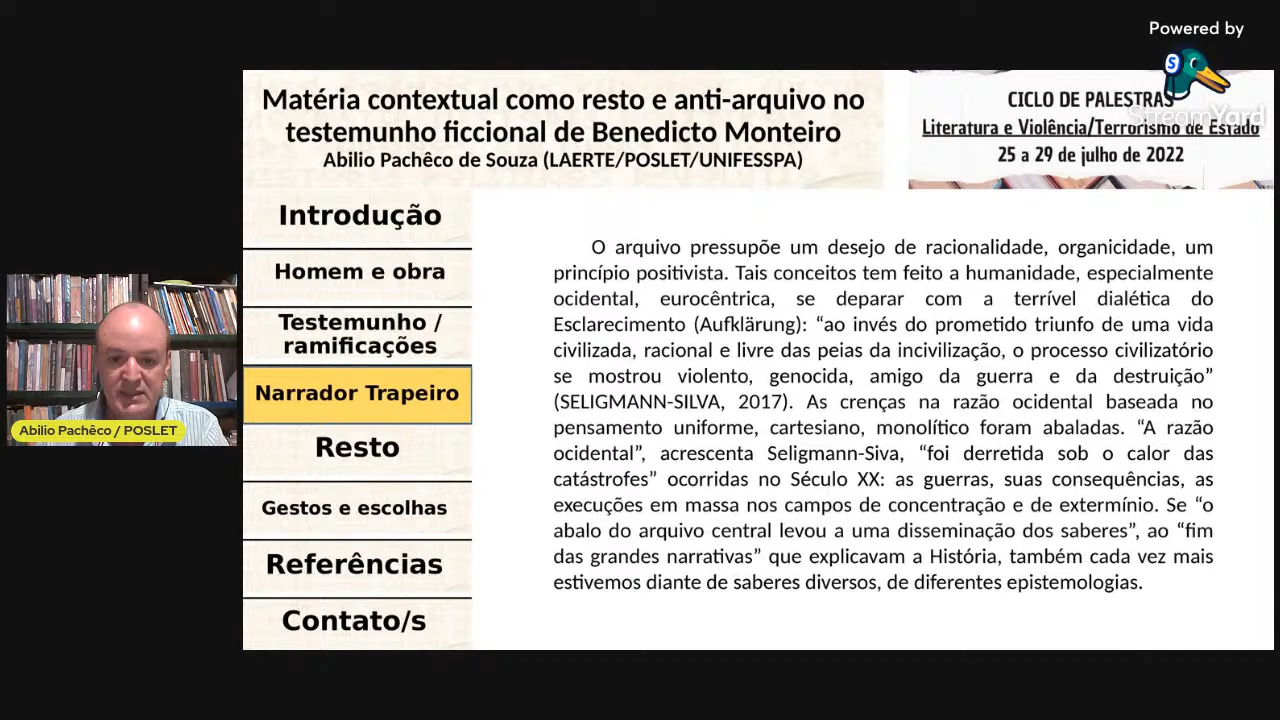 Powered by
StreamYard
Matéria contextual como resto e anti-arquivo no
testemunho ficcional de Benedicto Monteiro
Abilio Pachêco de Souza (LAERTE/POSLET/UNIFESSPA)
CICLO DE PALESTRAS
Literatura e Violência/Terrorismo de Estado
25 a 29 de julho de 2022
Introdução
Homem e obra
Testemunho /
ramificações
Narrador Trapeiro
Resto
Gestos e escolhas
Referências
Contato/s
O arquivo pressupõe um desejo de racionalidade, organicidade, um
princípio positivista. Tais conceitos tem feito a humanidade, especialmente
ocidental, eurocêntrica, se deparar com a terrível dialética do
Esclarecimento (Aufklärung): “ao invés do prometido triunfo de uma vida
civilizada, racional e livre das peias da incivilização, o processo civilizatório
se mostrou violento, genocida, amigo da guerra e da destruição”
(SELIGMANN-SILVA, 2017). As crenças na razão ocidental baseada no
pensamento uniforme, cartesiano, monolítico foram abaladas. “A razão
ocidental”, acrescenta Seligmann-Siva, “foi derretida sob o calor das
catástrofes” ocorridas no Século XX: as guerras, suas consequências, as
execuções em massa nos campos de concentração e de extermínio. Se “o
abalo do arquivo central levou a uma disseminação dos saberes”, ao “fim
das grandes narrativas” que explicavam a História, também cada vez mais
estivemos diante de saberes diversos, de diferentes epistemologias.
Abilio Pachêco / POSLET